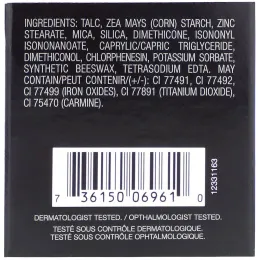 INGREDIENTS: TALC, ZEA MAYS (CORN) STARCH, ZINC
STEARATE, MICA, SILICA, DIMETHICONE, ISONONYL
ISONONANOATE, CAPRYLIC/CAPRIC TRIGLYCERIDE,
DIMETHICONOL, CHLORPHENESIN, POTASSIUM SORBATE,
SYNTHETIC BEESWAX, TETRASODIUM EDTA. MAY
CONTAIN/PEUT CONTENIR/(+/-): CI 77491, CI 77492,
CI 77499 (IRON OXIDES), CI 77891 (TITANIUM DIOXIDE),
CI 75470 (CARMINE).
12331163
7 36150 06961 0
DERMATOLOGIST TESTED. / OPTHALMOLOGIST TESTED.
TESTÉ SOUS CONTRÔLE DERMATOLOGIQUE.
TESTÉ SOUS CONTRÔLE OPHTALMOLOGIQUE.